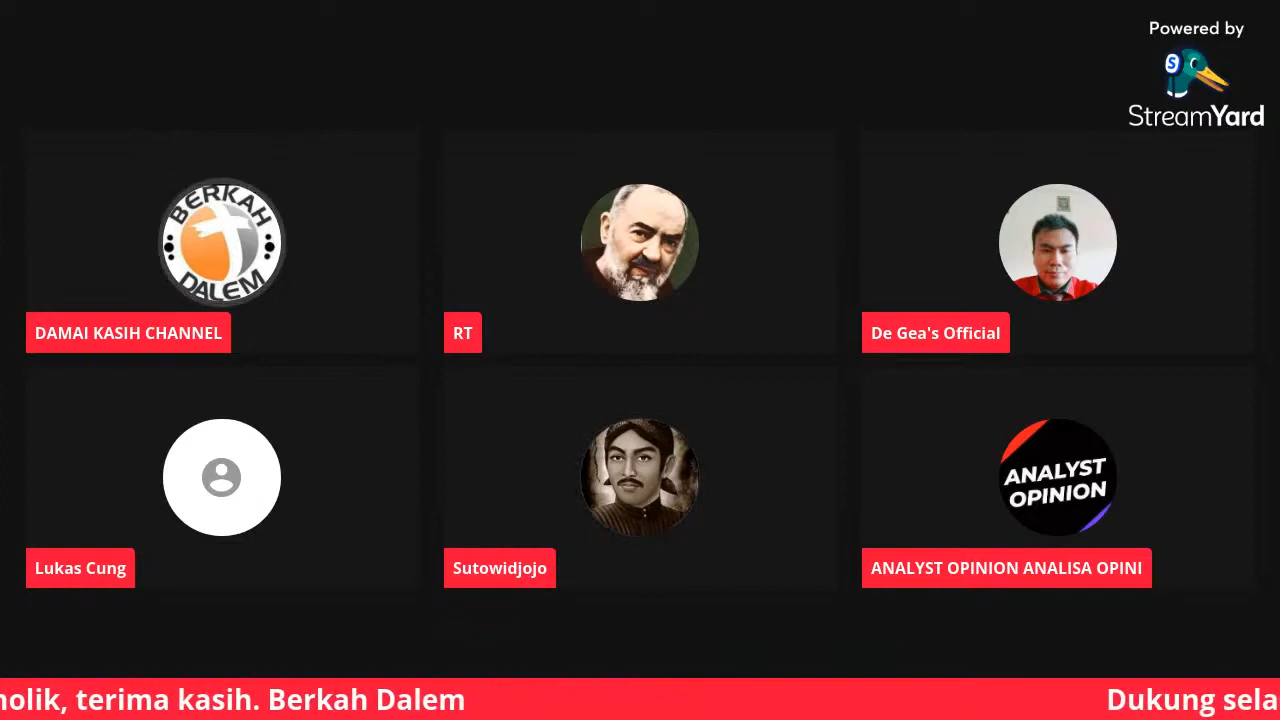 Powered by
StreamYard
BERKAH
DALEM
DAMAI KASIH CHANNEL
RT
De Gea's Official
Lukas Cung
Sutowidjojo
ANALYST
OPINION
ANALYST OPINION ANALISA OPINI
holik, terima kasih. Berkah Dalem
Dukung sela